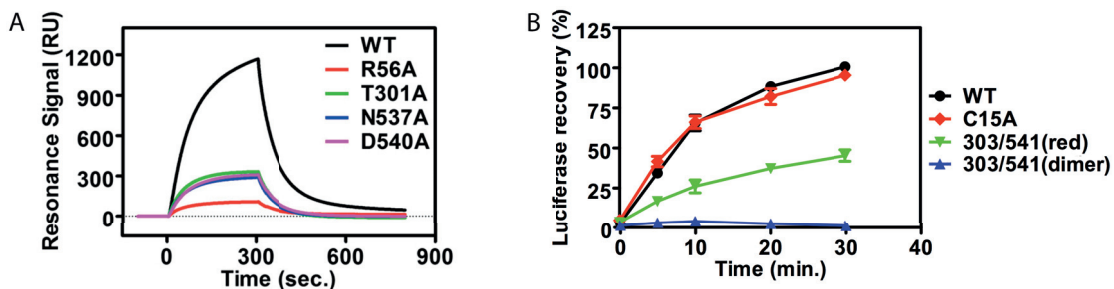 A
Resonance Signal (RU)
1200
900
600
300
0
0
300
600
900
Time (sec.)
WT
R56A
T301A
N537A
D540A
B
Luciferase recovery (%)
125
100
75
50
25
0
0
10
20
30
40
Time (min.)
WT
C15A
303/541(red)
303/541(dimer)